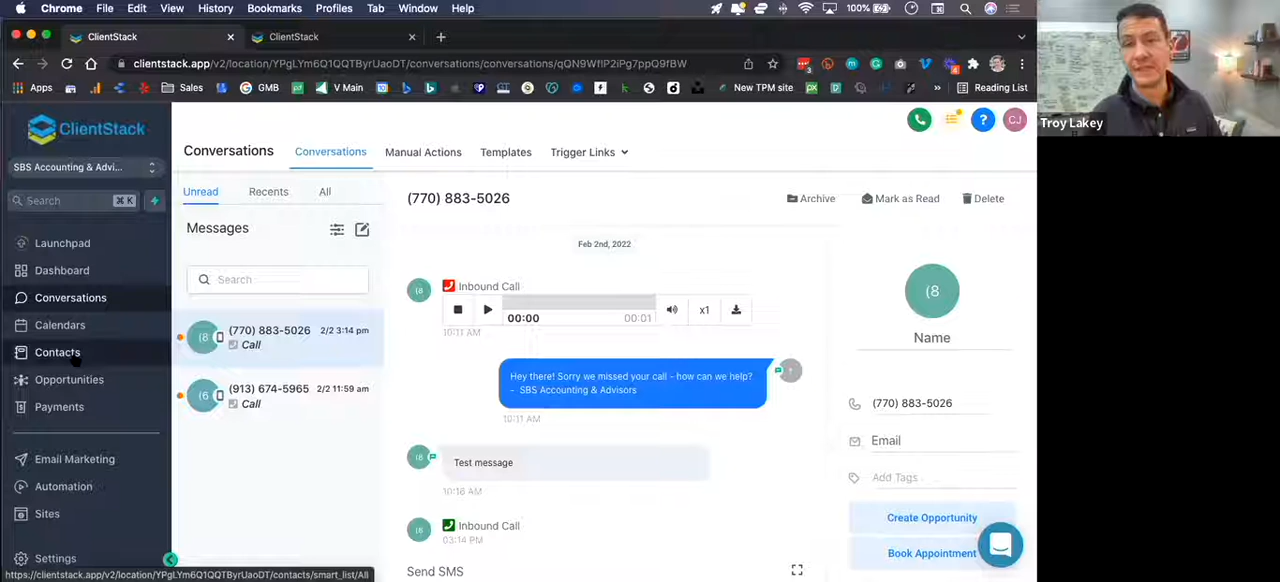 Chrome File Edit View History Bookmarks Profiles Tab Window Help 100%
ClientStack
ClientStack
clientstack.app/v2/location/YPgLYm6Q1QQTByrUaoDT/conversations/conversations/qQN9WfIP2iPg7ppQ9fBW
Apps Sales GMB V Main New TPM site Reading List
Troy Lakey
ClientStack
SBS Accounting & Advi...
Search ⌘ K
Launchpad
Dashboard
Conversations
Calendars
Contacts
Opportunities
Payments
Email Marketing
Automation
Sites
Settings
https://clientstack.app/v2/location/YPgLYm6Q1QQTByrUaoDT/contacts/smart_list/All
CJ
Conversations Conversations Manual Actions Templates Trigger Links
Unread Recents All
Messages
Search
(8 (770) 883-5026 2/2 3:14 pm
Call
(6 (913) 674-5965 2/2 11:59 am
Call
(770) 883-5026 Archive Mark as Read Delete
Feb 2nd, 2022
(8 Inbound Call
00:00 00:01 x1
10:11 AM
Hey there! Sorry we missed your call - how can we help?
- SBS Accounting & Advisors
10:11 AM
(8 Test message
10:16 AM
Inbound Call
03:14 PM
Send SMS
(8
Name
(770) 883-5026
Email
Add Tags
Create Opportunity
Book Appointment